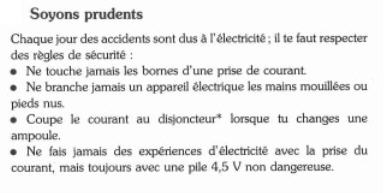 Soyons prudents
Chaque jour des accidents sont dus à l'électricité ; il te faut respecter
des règles de sécurité :
● Ne touche jamais les bornes d'une prise de courant.
● Ne branche jamais un appareil électrique les mains mouillées ou
pieds nus.
● Coupe le courant au disjoncteur* lorsque tu changes une
ampoule.
● Ne fais jamais des expériences d'électricité avec la prise du
courant, mais toujours avec une pile 4,5 V non dangereuse.